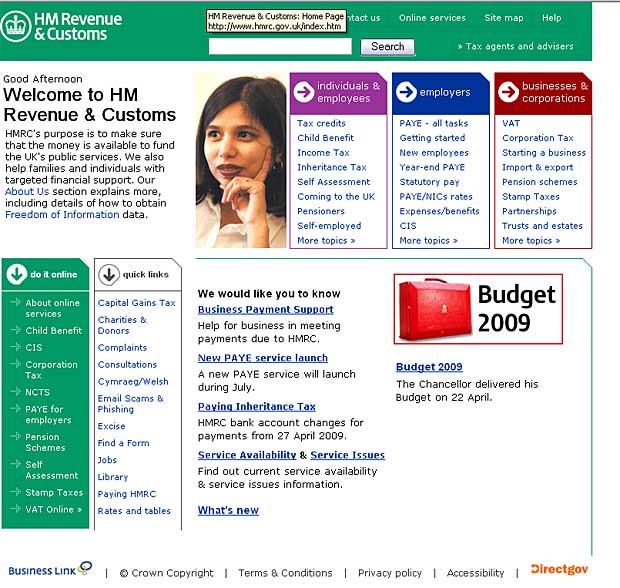 HM Revenue
& Customs
HM Revenue & Customs: Home Page
http://www.hmrc.gov.uk/index.htm
tact us
Online services
Site map
Help
Search
» Tax agents and advisers
Good Afternoon
Welcome to HM
Revenue & Customs
HMRC's purpose is to make sure
that the money is available to fund
the UK's public services. We also
help families and individuals with
targeted financial support. Our
About Us section explains more,
including details of how to obtain
Freedom of Information data.
individuals &
employees
Tax credits
Child Benefit
Income Tax
Inheritance Tax
Self Assessment
Coming to the UK
Pensioners
Self-employed
More topics »
employers
PAYE - all tasks
Getting started
New employees
Year-end PAYE
Statutory pay
PAYE/NICs rates
Expenses/benefits
CIS
More topics »
businesses &
corporations
VAT
Corporation Tax
Starting a business
Import & export
Pension schemes
Stamp Taxes
Partnerships
Trusts and estates
More topics »
do it online
About online
services
Child Benefit
CIS
Corporation
Tax
NCTS
PAYE for
employers
Pension
Schemes
Self
Assessment
Stamp Taxes
VAT Online »
quick links
Capital Gains Tax
Charities &
Donors
Complaints
Consultations
Cymraeg/Welsh
Email Scams &
Phishing
Excise
Find a Form
Jobs
Library
Paying HMRC
Rates and tables
We would like you to know
Business Payment Support
Help for business in meeting
payments due to HMRC.
New PAYE service launch
A new PAYE service will launch
during July.
Paying Inheritance Tax
HMRC bank account changes for
payments from 27 April 2009.
Service Availability & Service Issues
Find out current service availability
& service issues information.
What's new
Budget
2009
Budget 2009
The Chancellor delivered his
Budget on 22 April.
Business Link | © Crown Copyright | Terms & Conditions | Privacy policy | Accessibility | Directgov